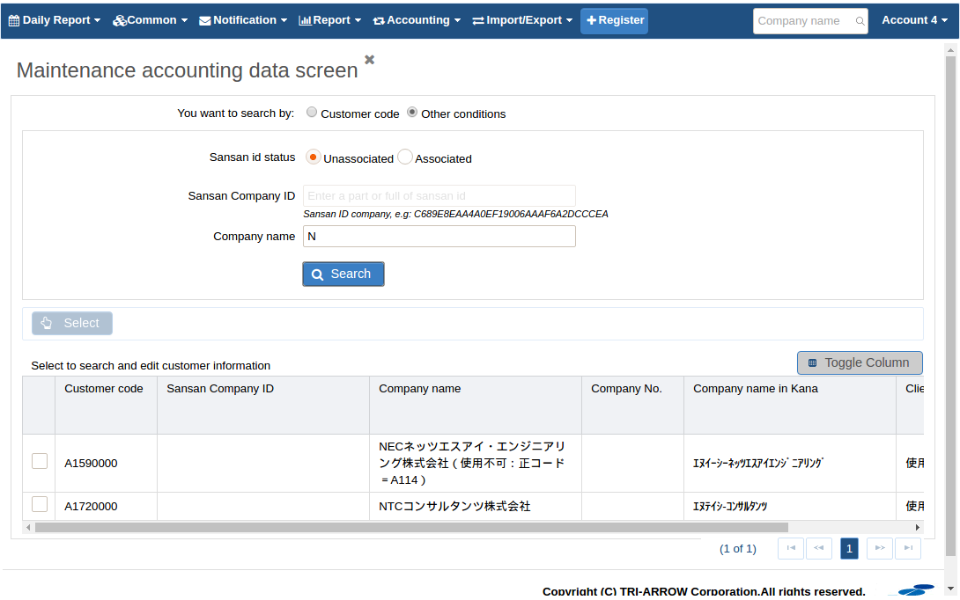 Daily Report Common Notification Report Accounting Import/Export Register Company name Account 4
Maintenance accounting data screen
You want to search by: Customer code Other conditions
Sansan id status Unassociated Associated
Sansan Company ID Enter a part or full of sansan id
Sansan ID company, e.g: C689E8EAA4A0EF19006AAAF6A2DCCCEA
Company name N
Search
Select
Select to search and edit customer information Toggle Column
Customer code Sansan Company ID Company name Company No. Company name in Kana Clie
NECネッツエスアイ・エンジニアリ
A1590000 ング株式会社 ( 使用不可：正コード ｴﾇｲｰｼｰﾈｯﾂｴｽｱｲｴﾝｼﾞﾆｱﾘﾝｸﾞ 使用
=A114 )
A1720000 NTCコンサルタンツ株式会社 ｴﾇﾃｲｼｰｺﾝｻﾙﾀﾝﾂ 使用
(1 of 1) 1
Copyright (C) TRI-ARROW Corporation.All rights reserved.